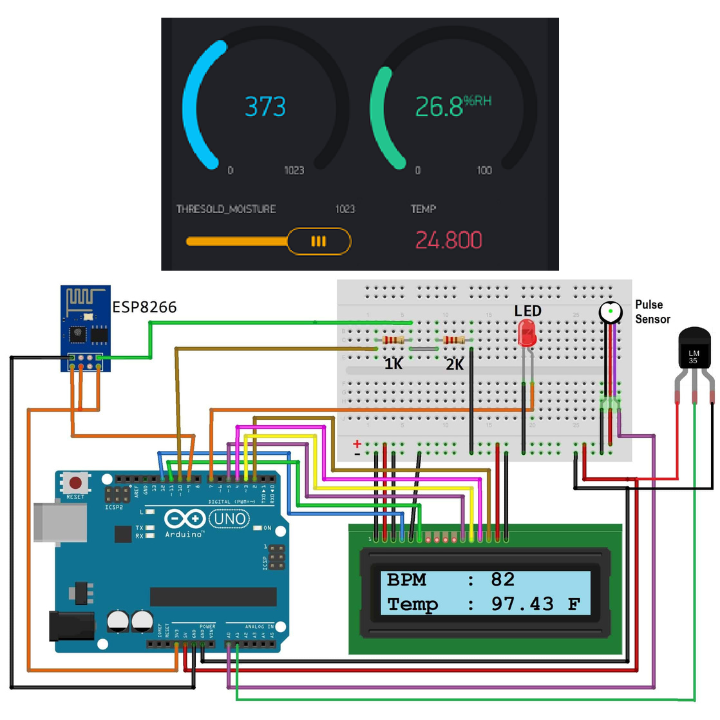 373
26.8%RH
0 1023
0 100
THRESOLD_MOISTURE 1023
TEMP
24.800
ESP8266
LED
Pulse
Sensor
1K
2K
LM
35
+
-
RESET
ICSP2
L
TX
RX
DIGITAL (PWM=~)
UNO
Arduino™
ON
ICSP
1
BPM : 82
Temp : 97.43 F
POWER
ANALOG IN